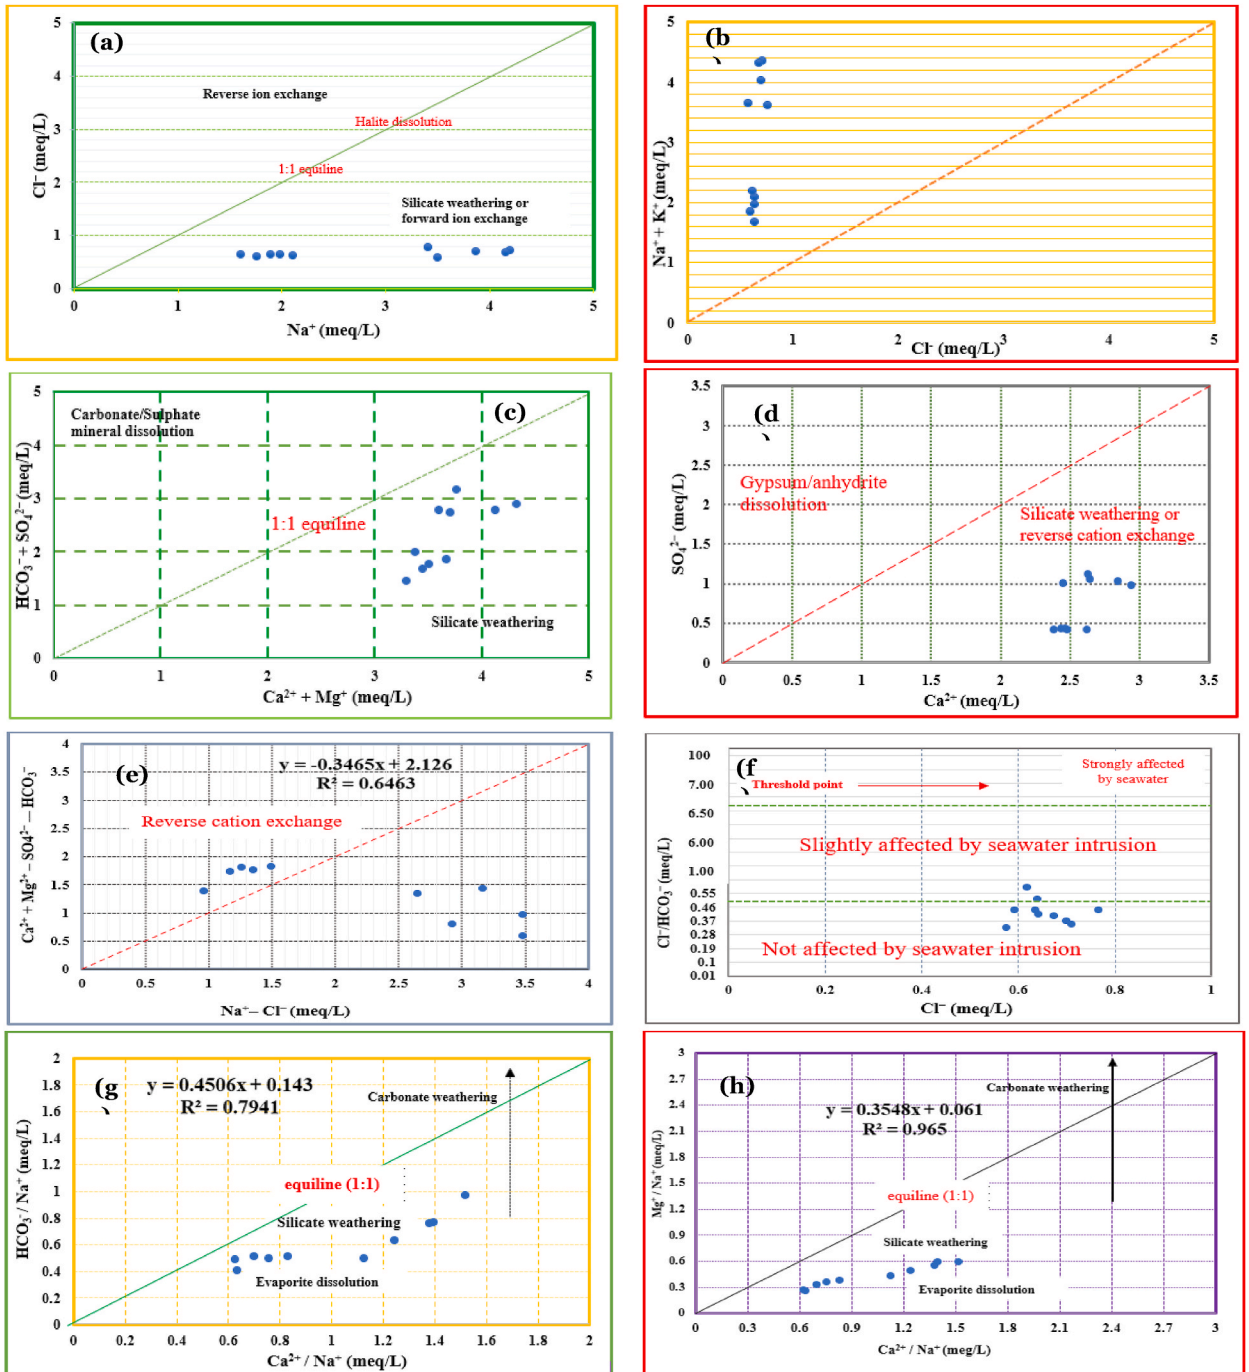 (a)
5
4
3
2
1
0
Cl⁻ (meq/L)
Reverse ion exchange
Halite dissolution
1:1 equiline
Silicate weathering or
forward ion exchange
0 1 2 3 4 5
Na⁺ (meq/L)
(b
5
4
3
2
1
0
Na⁺ + K⁺ (meq/L)
0 1 2 3 4 5
Cl⁻ (meq/L)
(c)
5
4
3
2
1
0
HCO₃⁻ + SO₄²⁻ (meq/L)
Carbonate/Sulphate
mineral dissolution
1:1 equiline
Silicate weathering
0 1 2 3 4 5
Ca²⁺ + Mg⁺ (meq/L)
(d
3.5
3
2.5
2
1.5
1
0.5
0
SO₄²⁻ (meq/L)
Gypsum/anhydrite
dissolution
Silicate weathering or
reverse cation exchange
0 0.5 1 1.5 2 2.5 3 3.5
Ca²⁺ (meq/L)
(e)
4
3.5
3
2.5
2
1.5
1
0.5
0
Ca²⁺ + Mg²⁺ – SO4²⁻ — HCO₃⁻
y = -0.3465x + 2.126
R² = 0.6463
Reverse cation exchange
0 0.5 1 1.5 2 2.5 3 3.5 4
Na⁺– Cl⁻ (meq/L)
(f
100
7.00
6.50
6.00
1.00
0.55
0.46
0.37
0.28
0.19
0.1
0.01
Cl⁻/HCO₃⁻ (meq/L)
Threshold point
Strongly affected
by seawater
Slightly affected by seawater intrusion
Not affected by seawater intrusion
0 0.2 0.4 0.6 0.8 1
Cl⁻ (meq/L)
(g
2
1.8
1.6
1.4
1.2
1
0.8
0.6
0.4
0.2
0
HCO₃⁻ / Na⁺ (meq/L)
y = 0.4506x + 0.143
R² = 0.7941
Carbonate weathering
equiline (1:1)
Silicate weathering
Evaporite dissolution
0 0.2 0.4 0.6 0.8 1 1.2 1.4 1.6 1.8 2
Ca²⁺ / Na⁺ (meq/L)
(h)
3
2.7
2.4
2.1
1.8
1.5
1.2
0.9
0.6
0.3
0
Mg⁺ / Na⁺ (meq/L)
Carbonate weathering
y = 0.3548x + 0.061
R² = 0.965
equiline (1:1)
Silicate weathering
Evaporite dissolution
0 0.3 0.6 0.9 1.2 1.5 1.8 2.1 2.4 2.7 3
Ca²⁺ / Na⁺ (meg/L)